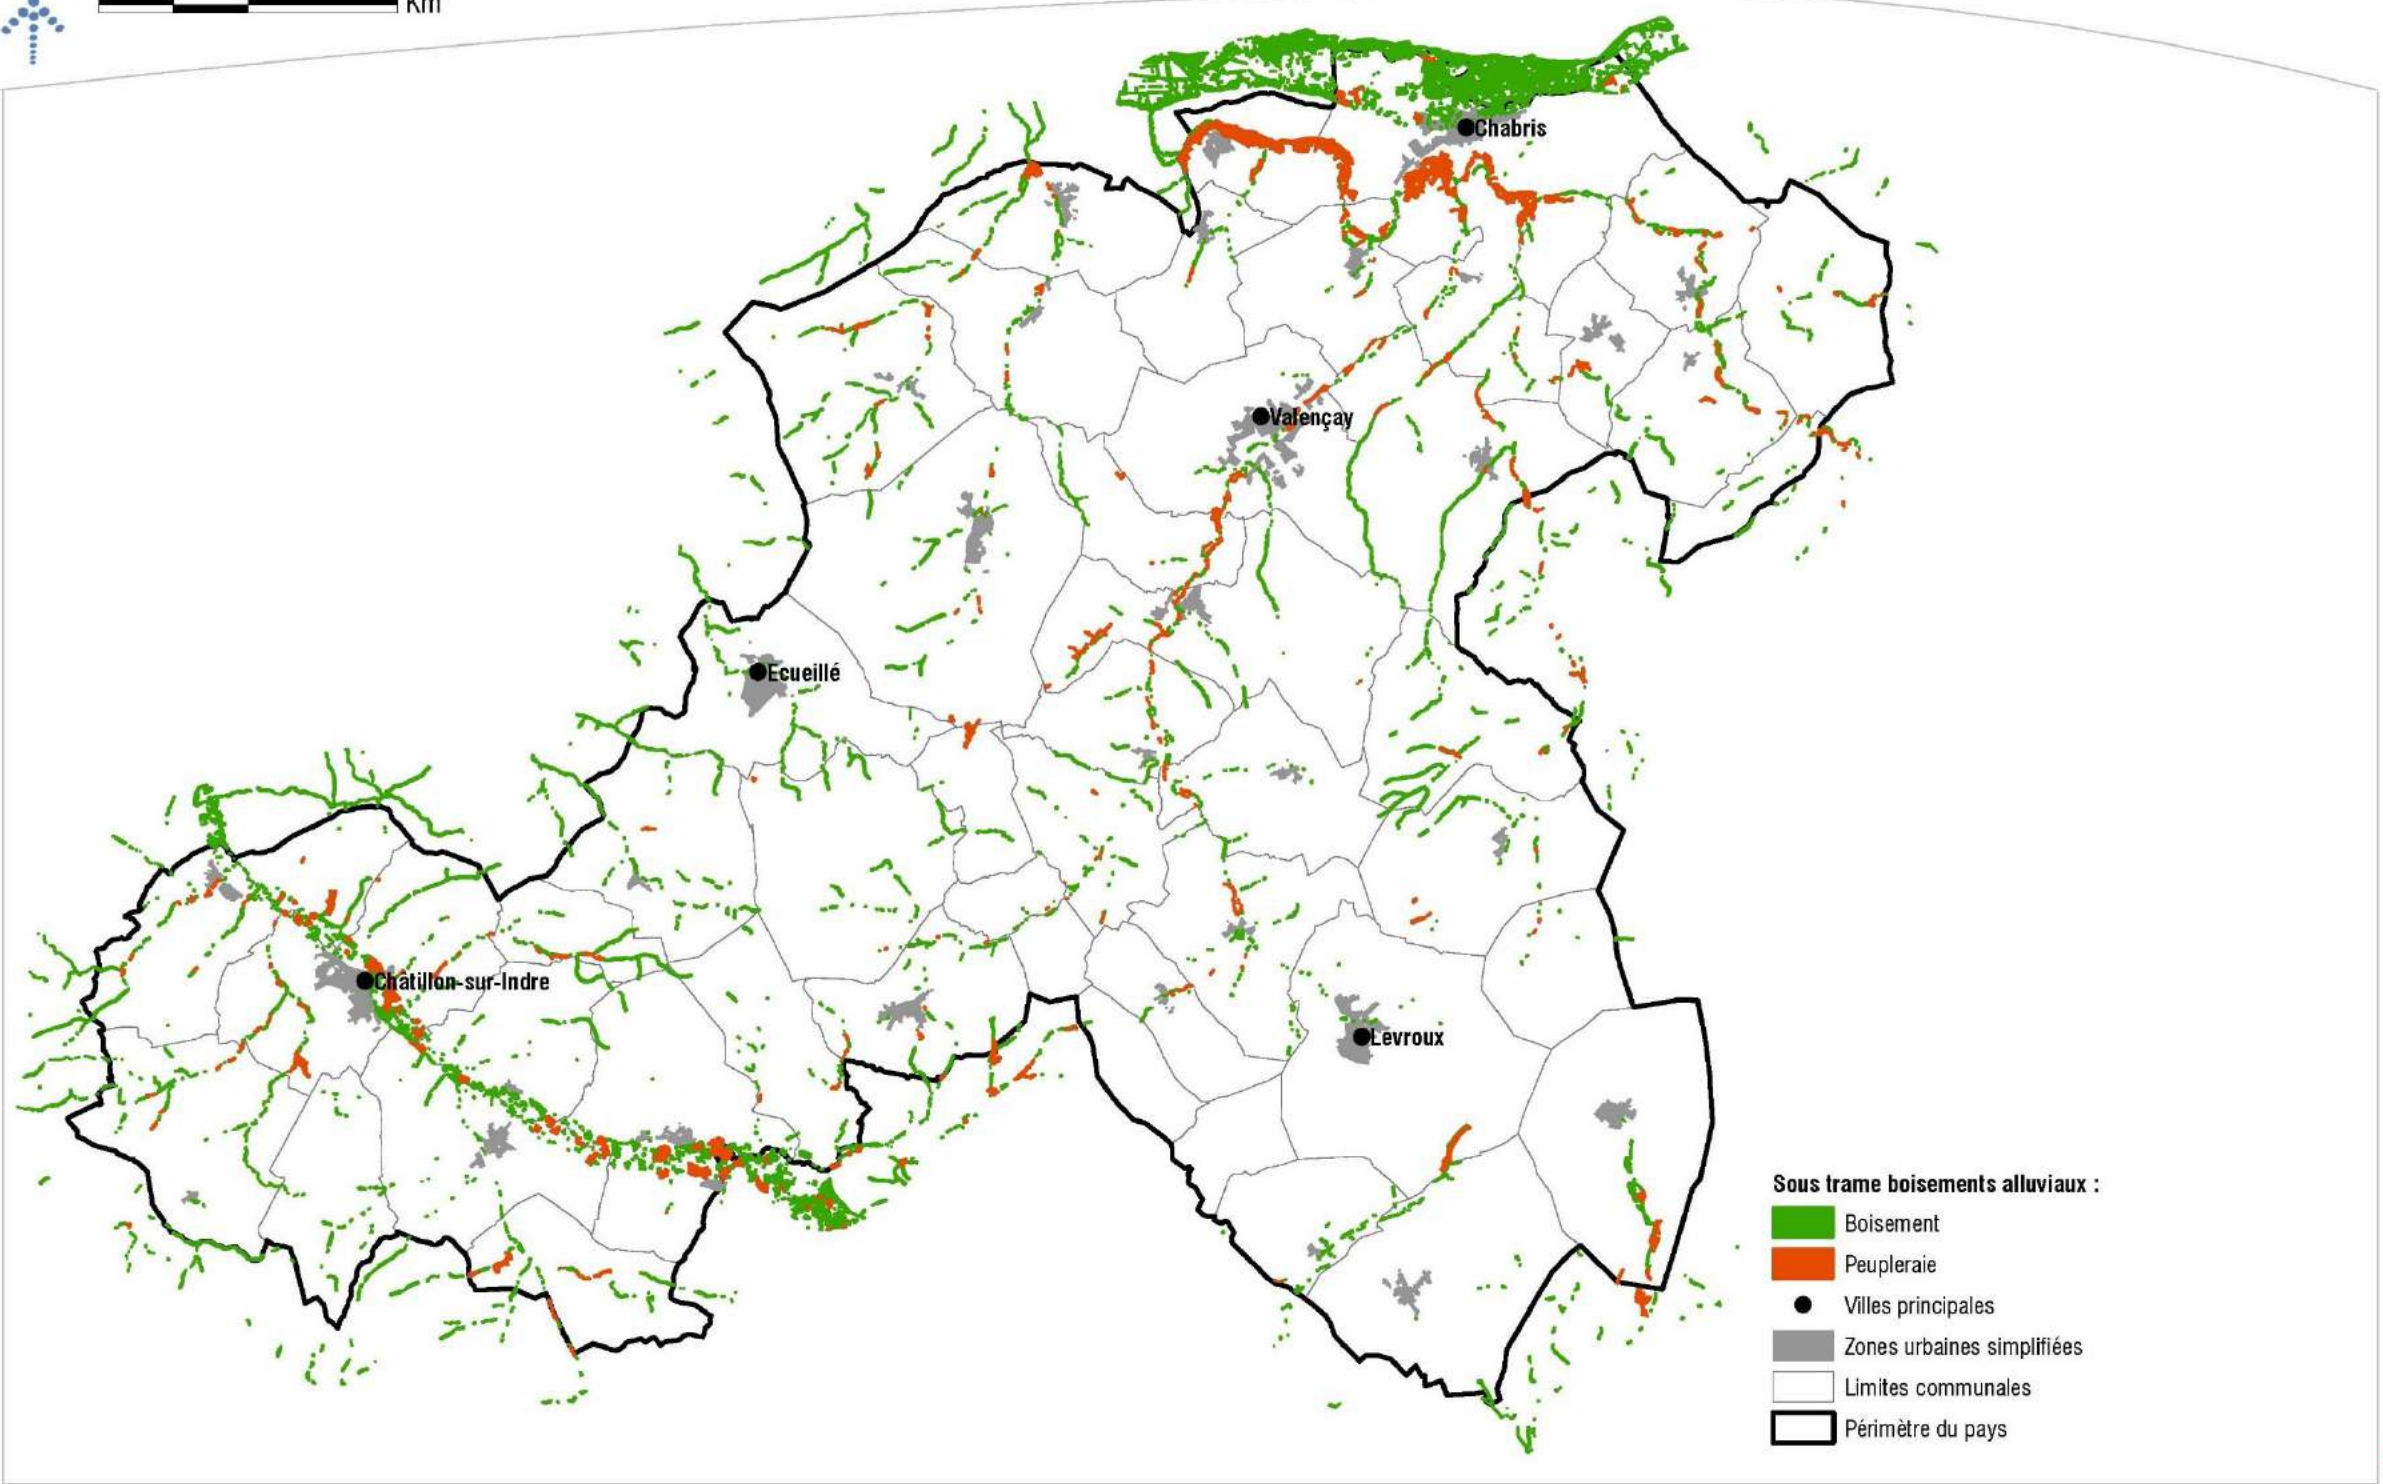 Km
Chabris
Valençay
Ecueillé
Châtillon-sur-Indre
Levroux
Sous trame boisements alluviaux :
Boisement
Peupleraie
Villes principales
Zones urbaines simplifiées
Limites communales
Périmètre du pays